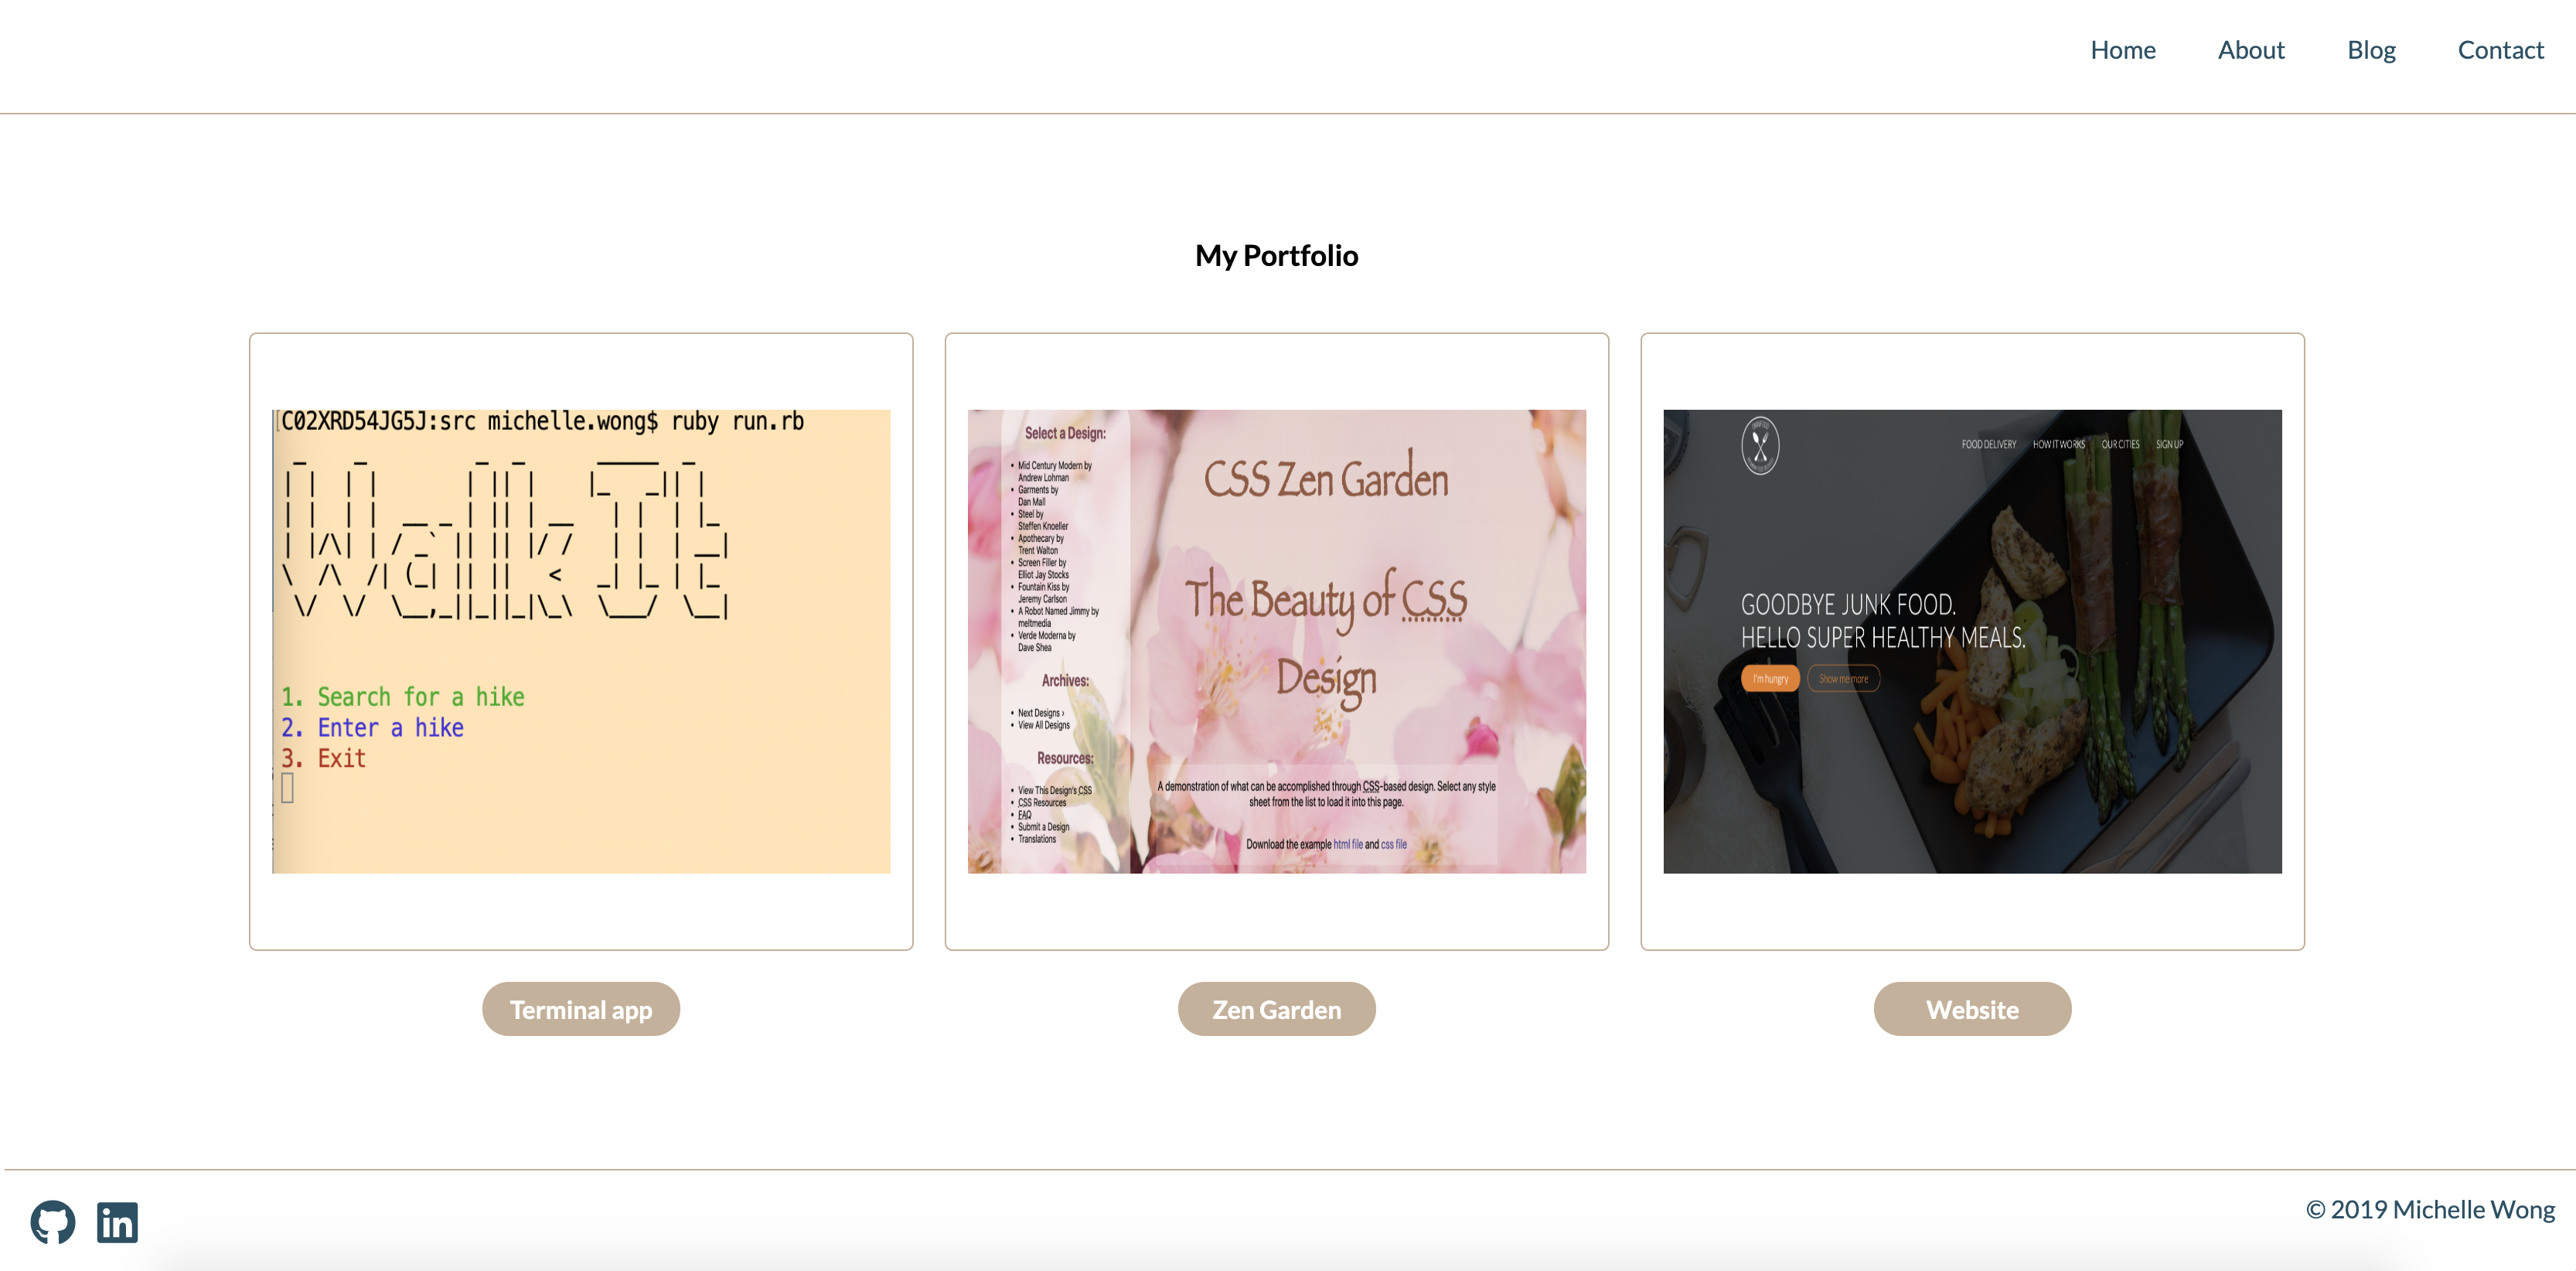 Home About Blog Contact
My Portfolio
C02XRD54JG5J:src michelle.wong$ ruby run.rb
Walk It
1. Search for a hike
2. Enter a hike
3. Exit
Select a Design:
Mid Century Modern by
Andrew Lohman
Garments by
Dan Mall
Steel by
Steffen Knoeller
Apothecary by
Trent Walton
Screen Filler by
Elliot Jay Stocks
Fountain Kiss by
Jeremy Carlson
A Robot Named Jimmy by
meltmedia
Verde Moderna by
Dave Shea
Archives:
Next Designs ›
View All Designs
Resources:
View This Design's CSS
CSS Resources
FAQ
Submit a Design
Translations
CSS Zen Garden
The Beauty of CSS
Design
A demonstration of what can be accomplished through CSS-based design. Select any style
sheet from the list to load it into this page.
Download the example html file and css file
FOOD DELIVERY HOW IT WORKS OUR CITIES SIGN UP
GOODBYE JUNK FOOD.
HELLO SUPER HEALTHY MEALS.
I'm hungry Show me more
Terminal app
Zen Garden
Website
in
© 2019 Michelle Wong